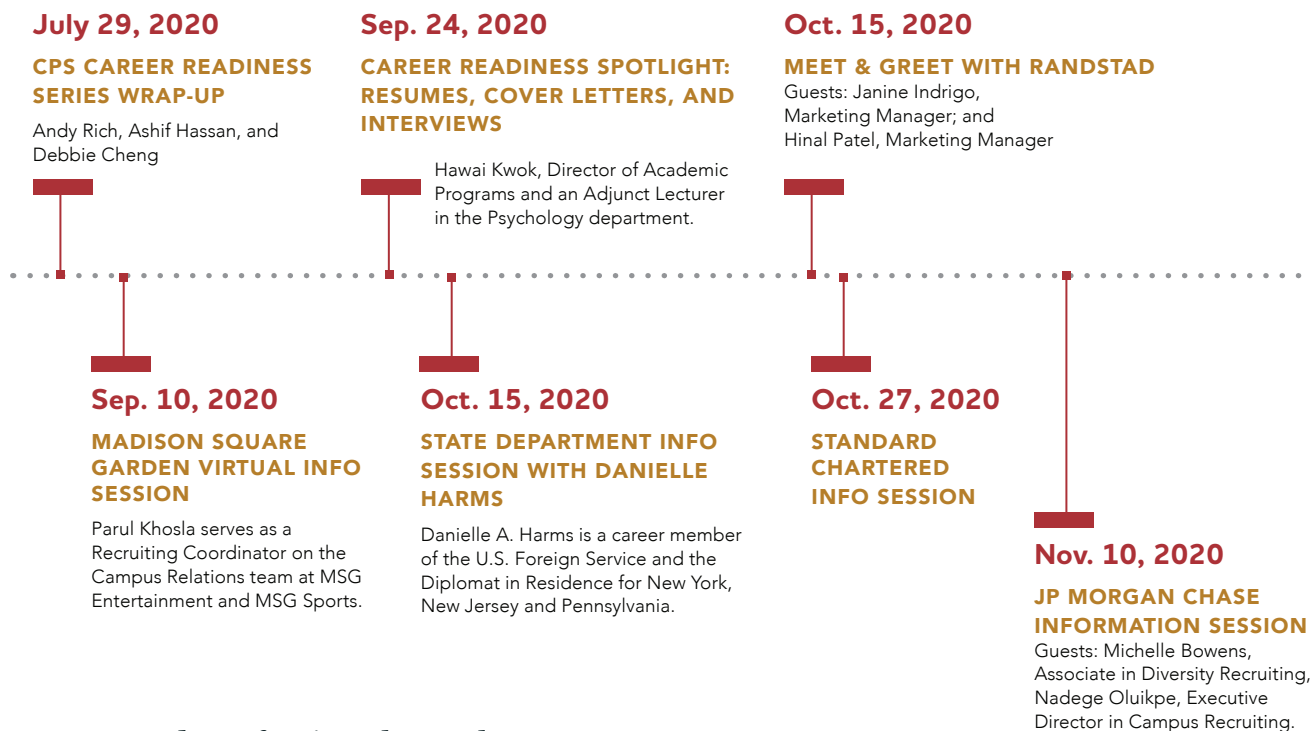 July 29, 2020
CPS CAREER READINESS
SERIES WRAP-UP
Andy Rich, Ashif Hassan, and
Debbie Cheng
Sep. 24, 2020
CAREER READINESS SPOTLIGHT:
RESUMES, COVER LETTERS, AND
INTERVIEWS
Hawai Kwok, Director of Academic
Programs and an Adjunct Lecturer
in the Psychology department.
Oct. 15, 2020
MEET & GREET WITH RANDSTAD
Guests: Janine Indrigo,
Marketing Manager; and
Hinal Patel, Marketing Manager
Sep. 10, 2020
MADISON SQUARE
GARDEN VIRTUAL INFO
SESSION
Parul Khosla serves as a
Recruiting Coordinator on the
Campus Relations team at MSG
Entertainment and MSG Sports.
Oct. 15, 2020
STATE DEPARTMENT INFO
SESSION WITH DANIELLE
HARMS
Danielle A. Harms is a career member
of the U.S. Foreign Service and the
Diplomat in Residence for New York,
New Jersey and Pennsylvania.
Oct. 27, 2020
STANDARD
CHARTERED
INFO SESSION
Nov. 10, 2020
JP MORGAN CHASE
INFORMATION SESSION
Guests: Michelle Bowens,
Associate in Diversity Recruiting,
Nadege Oluikpe, Executive
Director in Campus Recruiting.